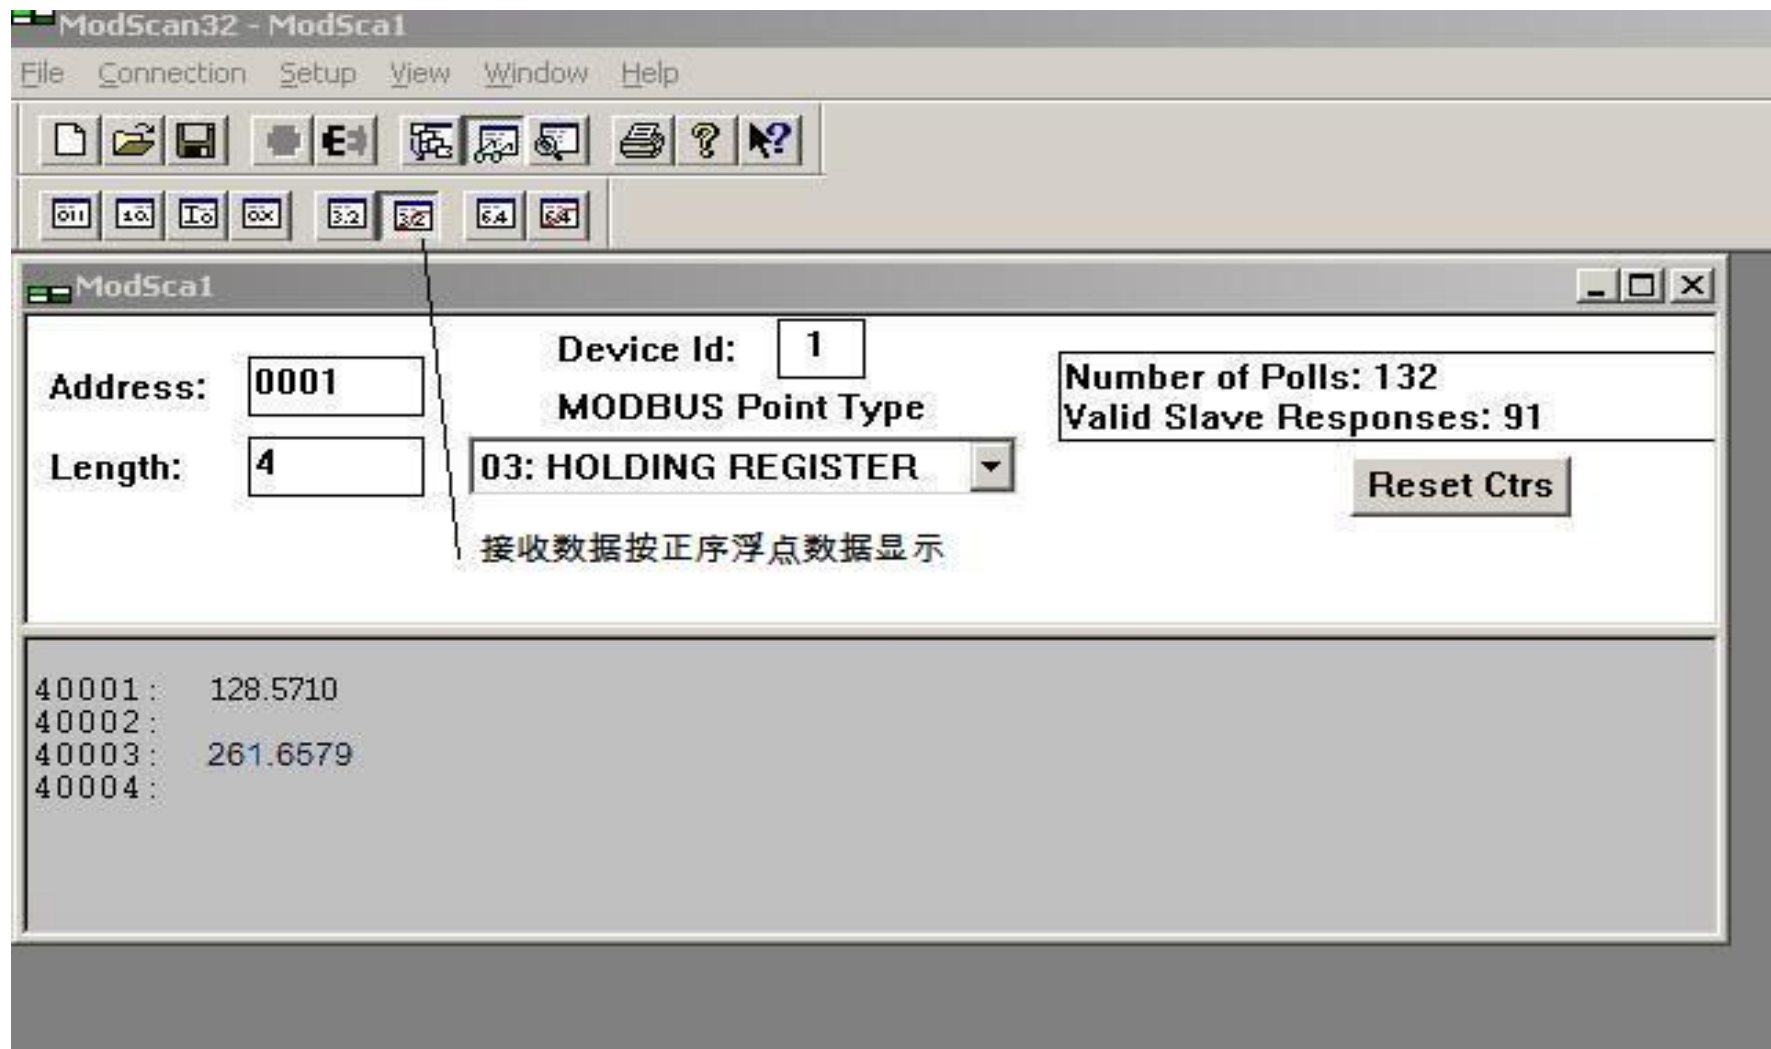 ModScan32 - ModSca1
File Connection Setup View Window Help
ModSca1
Device Id: 1
Address: 0001
MODBUS Point Type
Number of Polls: 132
Valid Slave Responses: 91
Length: 4
03: HOLDING REGISTER
Reset Ctrs
接收数据按正序浮点数据显示
40001: 128.5710
40002:
40003: 261.6579
40004: